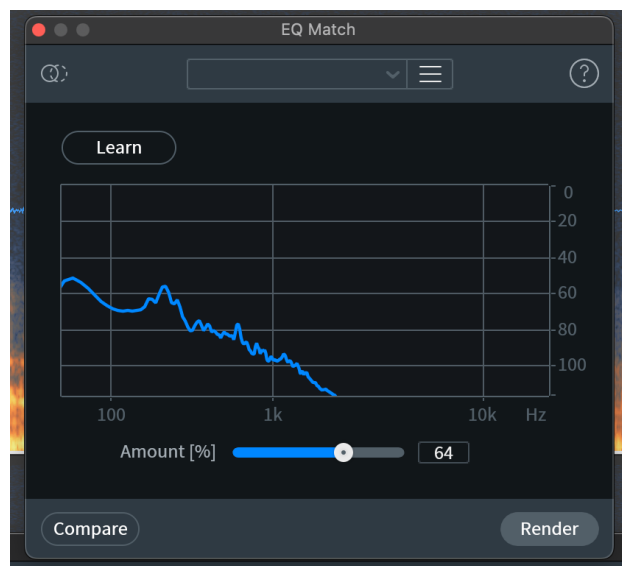 EQ Match
?
Learn
0
-20
-40
-60
-80
-100
100 1k 10k Hz
Amount [%] 64
Compare Render